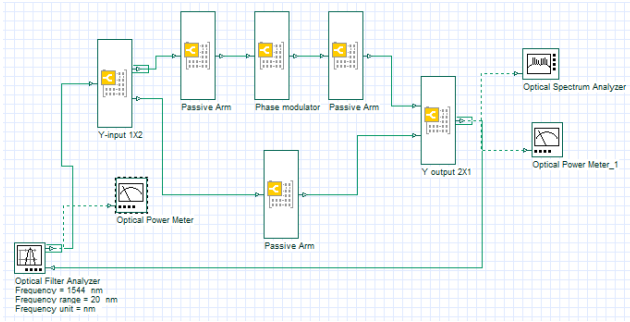 Passive Arm
Phase modulator
Passive Arm
Optical Spectrum Analyzer
Y-input 1X2
Optical Power Meter_1
Y output 2X1
Optical Power Meter
Passive Arm
Optical Filter Analyzer
Frequency = 1544 nm
Frequency range = 20 nm
Frequency unit = nm